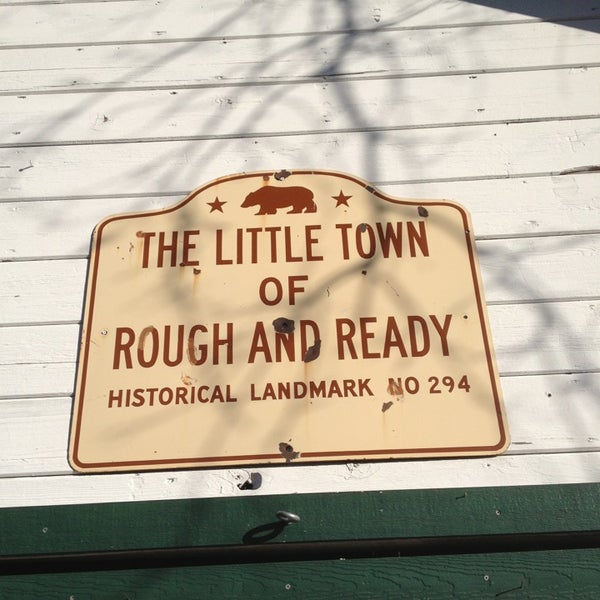 THE LITTLE TOWN
OF
ROUGH AND READY
HISTORICAL LANDMARK NO 294